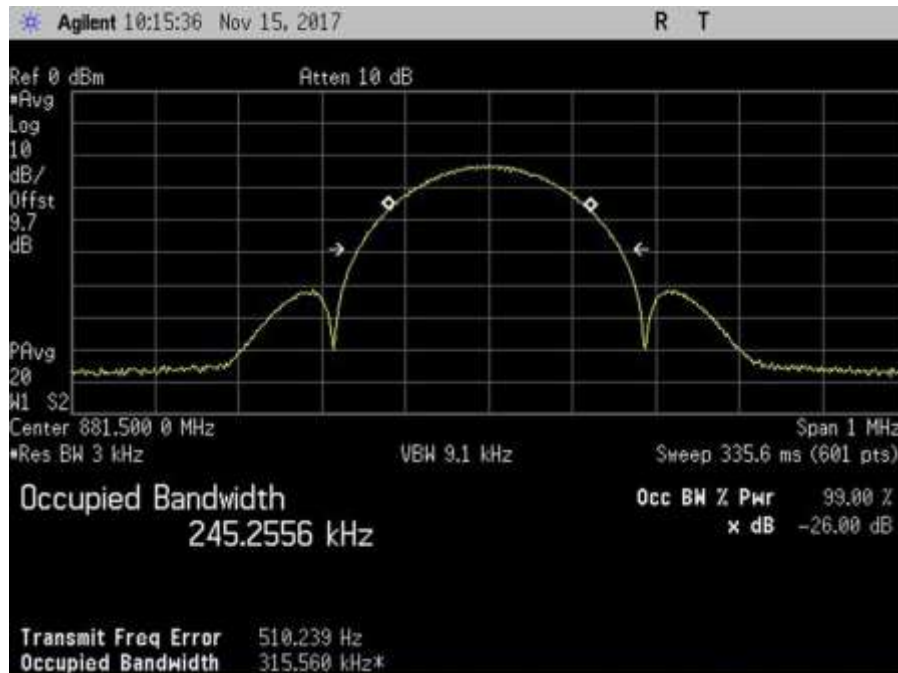 Agilent 10:15:36 Nov 15, 2017 R T
Ref 0 dBm Atten 10 dB
*Avg
Log
10
dB/
Offst
9.7
dB
PAvg
20
W1 S2
Center 881.500 0 MHz Span 1 MHz
*Res BW 3 kHz VBW 9.1 kHz Sweep 335.6 ms (601 pts)
Occupied Bandwidth Occ BW % Pwr 99.00 %
245.2556 kHz x dB -26.00 dB
Transmit Freq Error 510.239 Hz
Occupied Bandwidth 315.560 kHz*